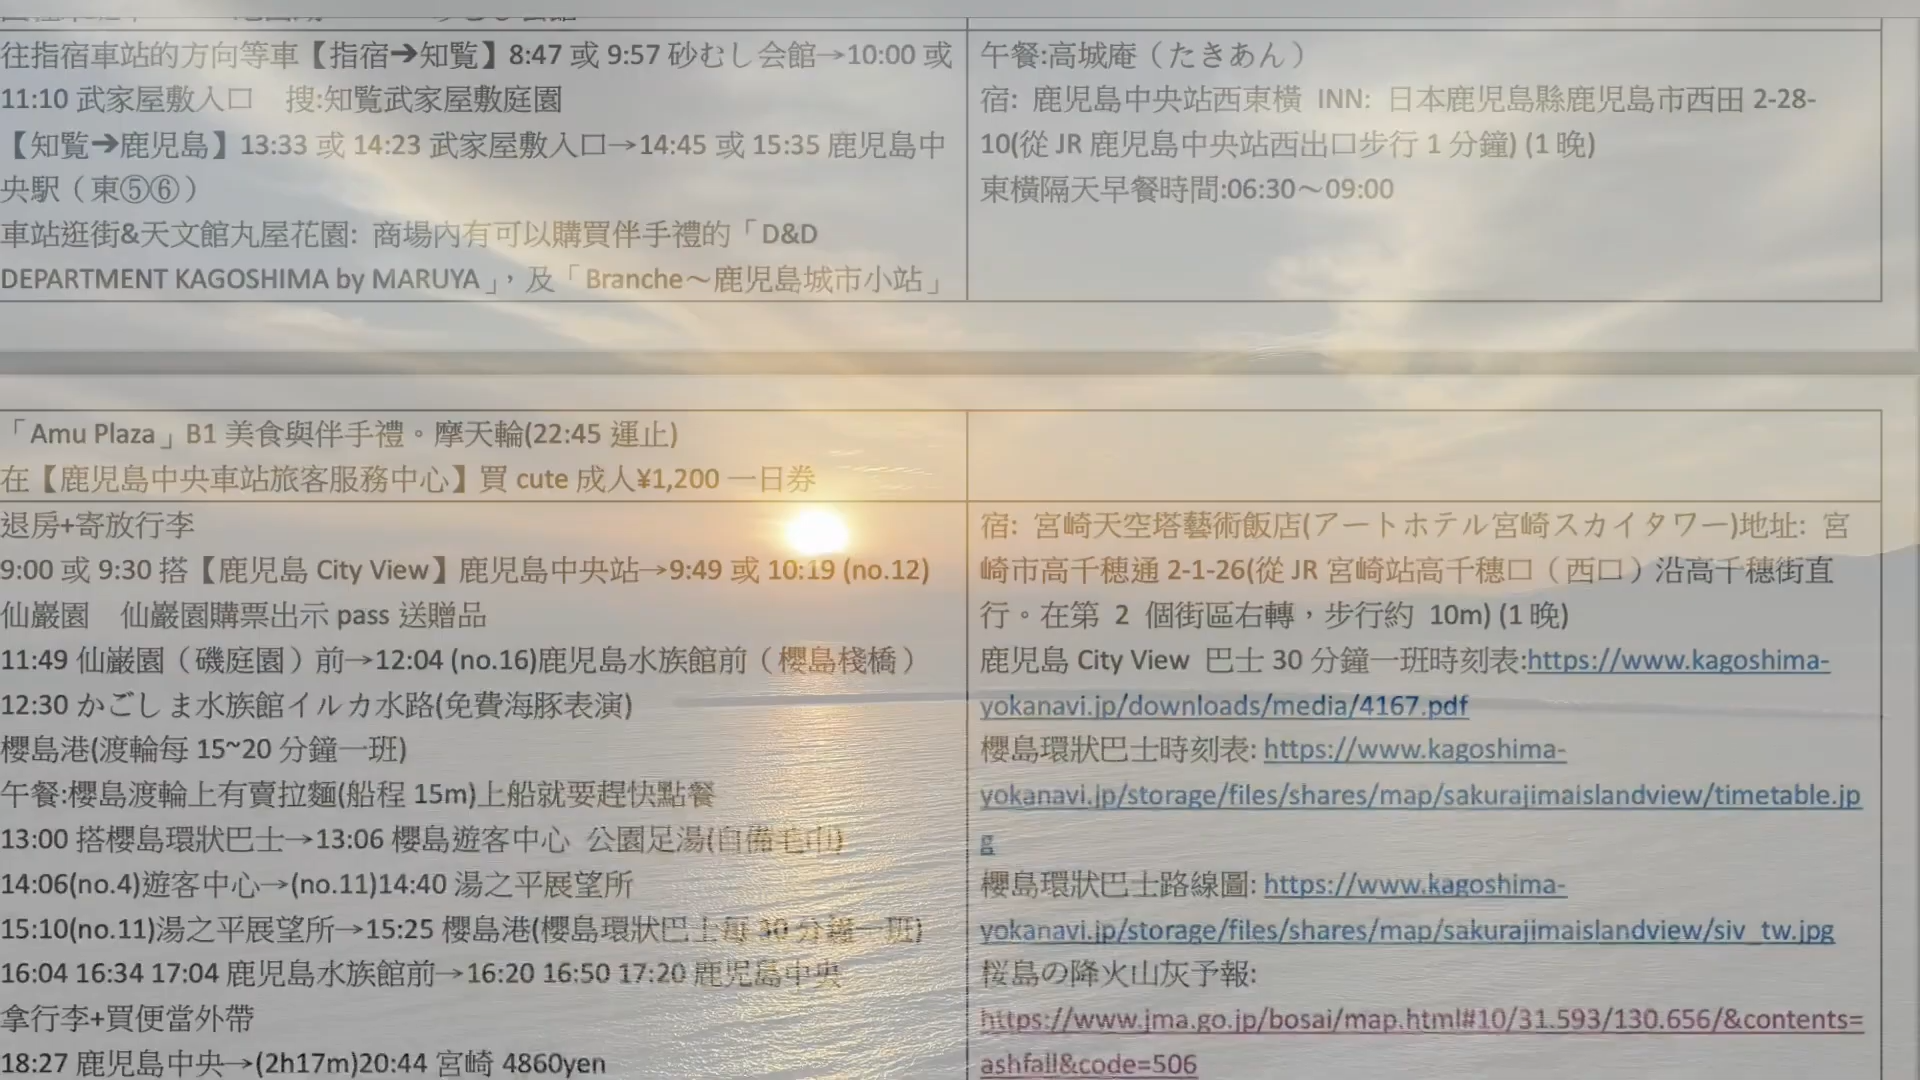 往指宿車站的方向等車【指宿➔知覧】8:47 或 9:57 砂むし会館→10:00 或
11:10 武家屋敷入口 搜:知覧武家屋敷庭園
【知覧➔鹿児島】13:33 或 14:23 武家屋敷入口→14:45 或 15:35 鹿児島中
央駅（東⑤⑥）
車站逛街&天文館丸屋花園: 商場內有可以購買伴手禮的「D&D
DEPARTMENT KAGOSHIMA by MARUYA」，及「Branche～鹿児島城市小站」
午餐:高城庵（たきあん）
宿: 鹿児島中央站西東橫 INN: 日本鹿児島縣鹿児島市西田 2-28-
10(從 JR 鹿児島中央站西出口步行 1 分鐘) (1 晚)
東橫隔天早餐時間:06:30～09:00
「Amu Plaza」B1 美食與伴手禮。摩天輪(22:45 運止)
在【鹿児島中央車站旅客服務中心】買 cute 成人¥1,200 一日券
退房+寄放行李
9:00 或 9:30 搭【鹿児島 City View】鹿児島中央站→9:49 或 10:19 (no.12)
仙巖園 仙巖園購票出示 pass 送贈品
11:49 仙巌園（磯庭園）前→12:04 (no.16)鹿児島水族館前（櫻島棧橋）
12:30 かごしま水族館イルカ水路(免費海豚表演)
櫻島港(渡輪每 15~20 分鐘一班)
午餐:櫻島渡輪上有賣拉麵(船程 15m)上船就要趕快點餐
13:00 搭櫻島環狀巴士→13:06 櫻島遊客中心 公園足湯(自備毛巾)
14:06(no.4)遊客中心→(no.11)14:40 湯之平展望所
15:10(no.11)湯之平展望所→15:25 櫻島港(櫻島環狀巴士每 30 分鐘一班)
16:04 16:34 17:04 鹿児島水族館前→16:20 16:50 17:20 鹿児島中央
拿行李+買便當外帶
18:27 鹿児島中央→(2h17m)20:44 宮崎 4860yen
宿: 宮崎天空塔藝術飯店(アートホテル宮崎スカイタワー)地址: 宮
崎市高千穂通 2-1-26(從 JR 宮崎站高千穗口（西口）沿高千穗街直
行。在第 2 個街區右轉，步行約 10m) (1 晚)
鹿児島 City View 巴士 30 分鐘一班時刻表:https://www.kagoshima-
yokanavi.jp/downloads/media/4167.pdf
櫻島環狀巴士時刻表: https://www.kagoshima-
yokanavi.jp/storage/files/shares/map/sakurajimaislandview/timetable.jp
g
櫻島環狀巴士路線圖: https://www.kagoshima-
yokanavi.jp/storage/files/shares/map/sakurajimaislandview/siv_tw.jpg
桜島の降火山灰予報:
https://www.jma.go.jp/bosai/map.html#10/31.593/130.656/&contents=
ashfall&code=506